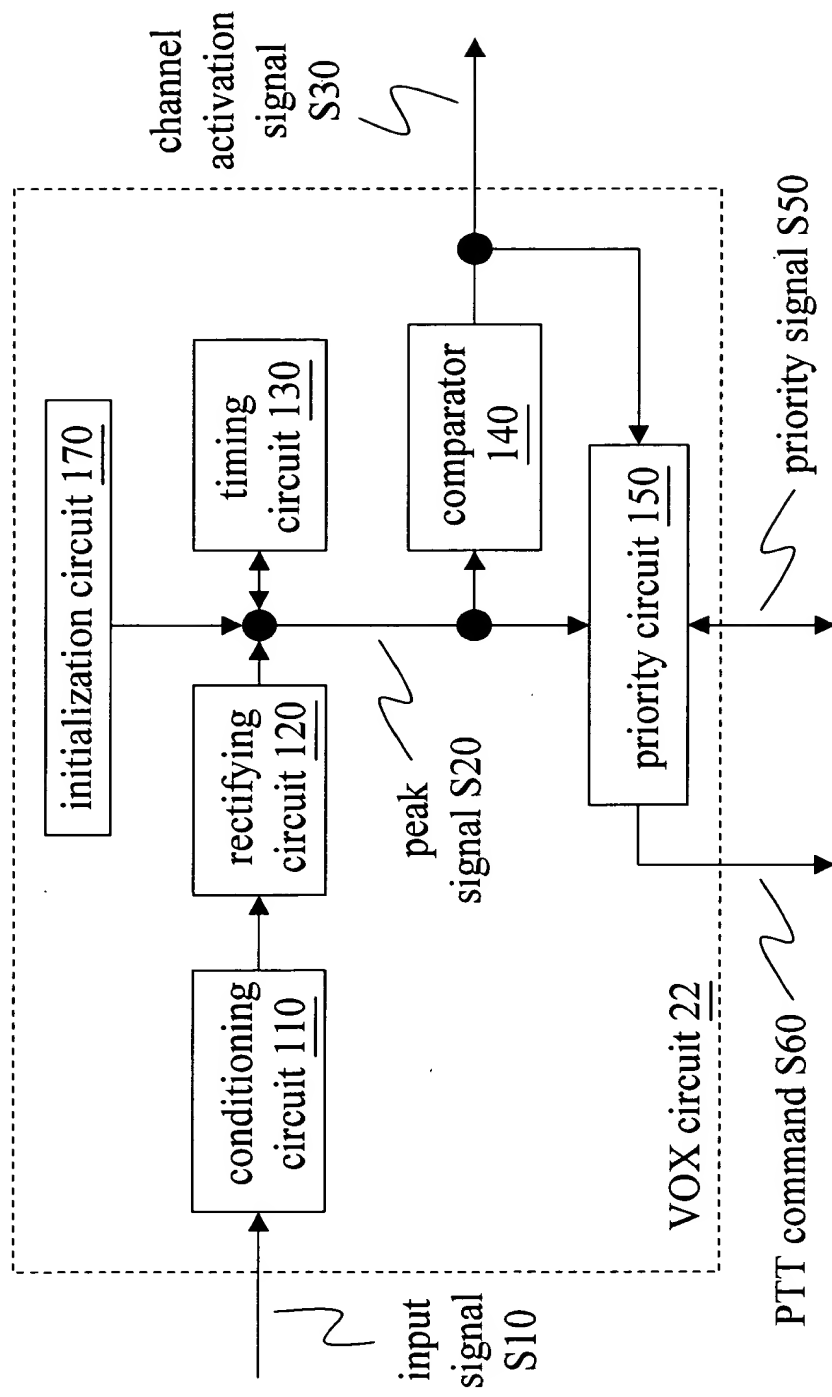 initialization circuit 170
channel
activation
signal
S30
conditioning
circuit 110
rectifying
circuit 120
timing
circuit 130
input
signal
S10
peak
signal S20
comparator
140
priority circuit 150
VOX circuit 22
PTT command S60
priority signal S50